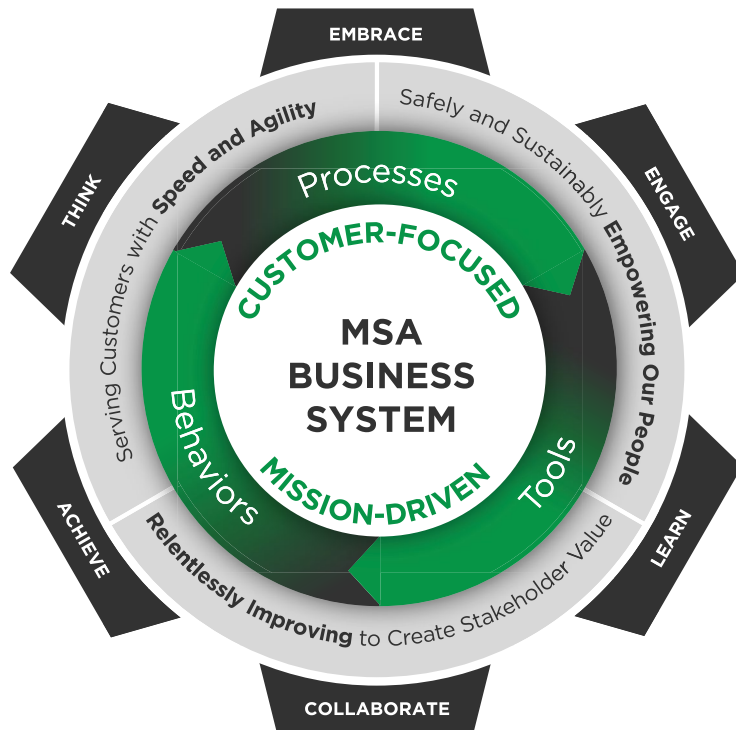 EMBRACE
ENGAGE
LEARN
COLLABORATE
ACHIEVE
THINK
Serving Customers with Speed and Agility
Safely and Sustainably Empowering Our People
Relentlessly Improving to Create Stakeholder Value
Processes
Tools
Behaviors
CUSTOMER-FOCUSED
MSA
BUSINESS
SYSTEM
MISSION-DRIVEN